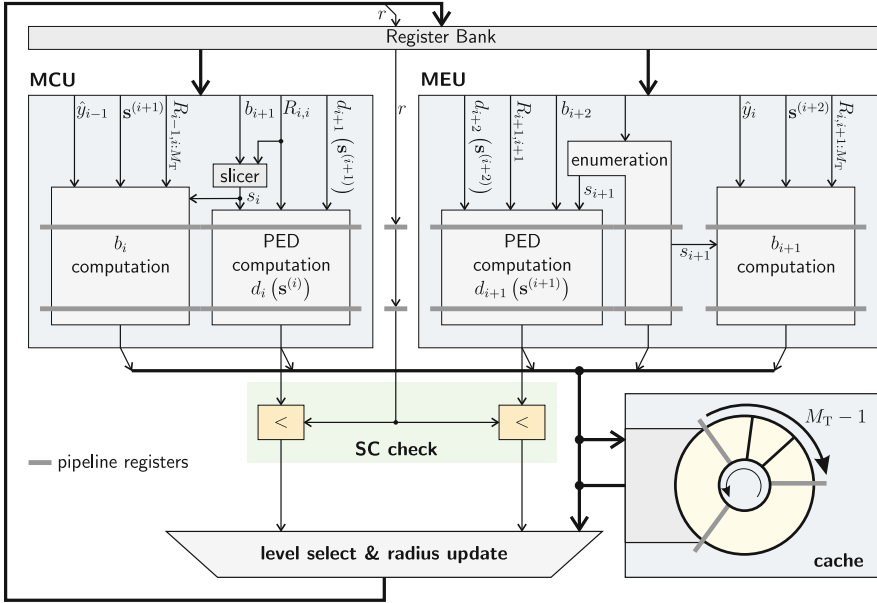 r
Register Bank
MCU
MEU
ŷ_{i−1}
s^{(i+1)}
R_{i−1,i:M_T}
b_{i+1}
R_{i,i}
d_{i+1} (s^{(i+1)})
r
d_{i+2} (s^{(i+2)})
R_{i+1,i+1}
b_{i+2}
ŷ_i
s^{(i+2)}
R_{i,i+1:M_T}
slicer
enumeration
s_i
s_{i+1}
b_i
computation
PED
computation
d_i (s^{(i)})
PED
computation
d_{i+1} (s^{(i+1)})
s_{i+1}
b_{i+1}
computation
<
<
SC check
M_T − 1
pipeline registers
level select & radius update
cache